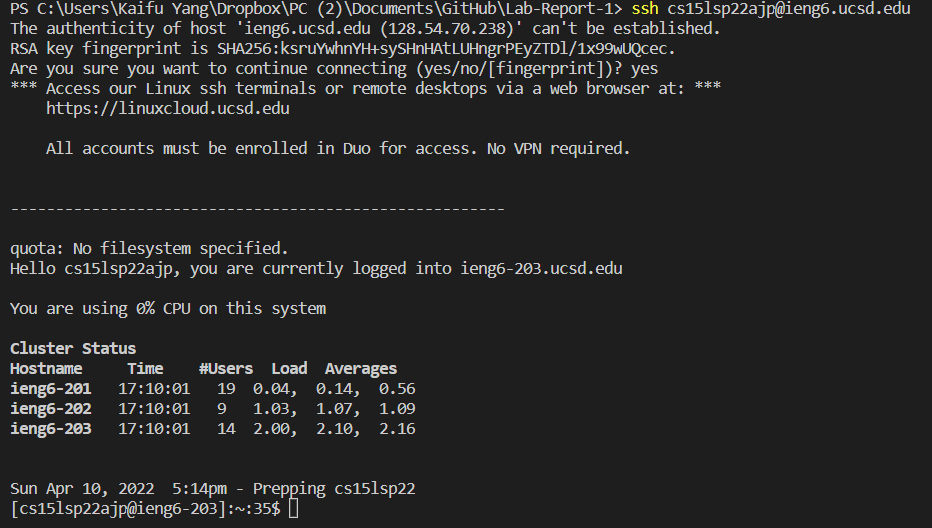 PS C:\Users\Kaifu Yang\Dropbox\PC (2)\Documents\GitHub\Lab-Report-1> ssh cs15lsp22ajp@ieng6.ucsd.edu
The authenticity of host 'ieng6.ucsd.edu (128.54.70.238)' can't be established.
RSA key fingerprint is SHA256:ksruYwhnYH+sySHnHAtLUHngrPEyZTDl/1x99wUQcec.
Are you sure you want to continue connecting (yes/no/[fingerprint])? yes
*** Access our Linux ssh terminals or remote desktops via a web browser at: ***
    https://linuxcloud.ucsd.edu

    All accounts must be enrolled in Duo for access. No VPN required.


-------------------------------------------------------

quota: No filesystem specified.
Hello cs15lsp22ajp, you are currently logged into ieng6-203.ucsd.edu

You are using 0% CPU on this system

Cluster Status
Hostname     Time    #Users  Load  Averages
ieng6-201   17:10:01   19  0.04,  0.14,  0.56
ieng6-202   17:10:01   9   1.03,  1.07,  1.09
ieng6-203   17:10:01   14  2.00,  2.10,  2.16


Sun Apr 10, 2022  5:14pm - Prepping cs15lsp22
[cs15lsp22ajp@ieng6-203]:~:35$